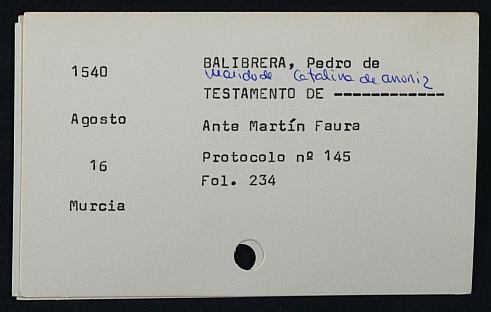 BALIBRERA, Pedro de
1540
marido de Catalina de
TESTAMENTO DE -------------
Agosto
Ante Martín Faura
16
Protocolo nº 145
Fol. 234
Murcia